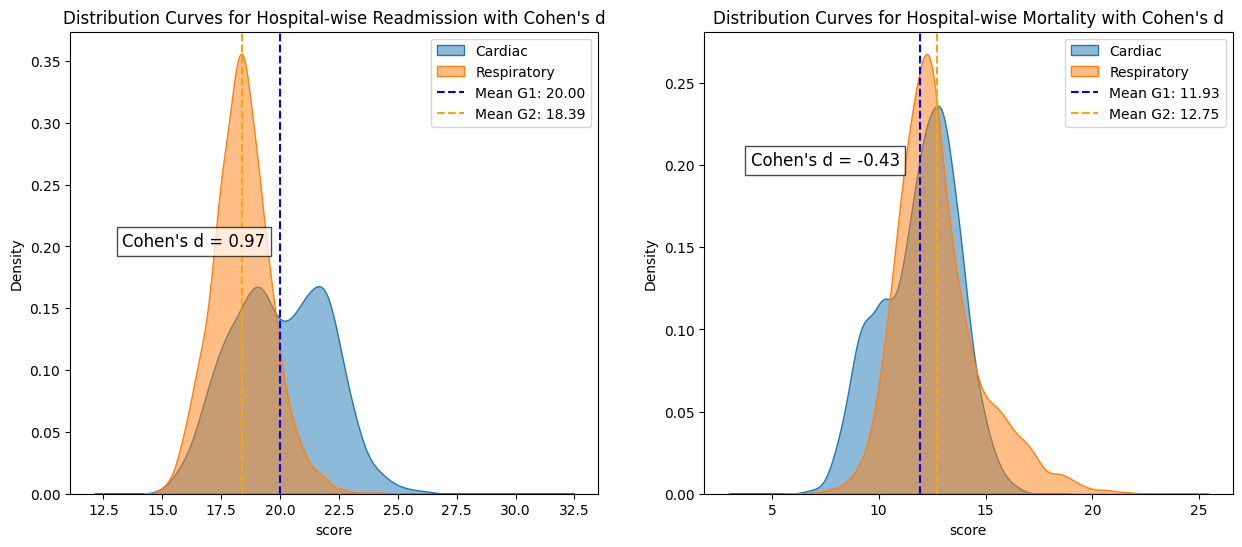 Distribution Curves for Hospital-wise Readmission with Cohen's d
Cardiac
Respiratory
Mean G1: 20.00
Mean G2: 18.39
Cohen's d = 0.97
Density
0.35
0.30
0.25
0.20
0.15
0.10
0.05
0.00
12.5 15.0 17.5 20.0 22.5 25.0 27.5 30.0 32.5
score
Distribution Curves for Hospital-wise Mortality with Cohen's d
Cardiac
Respiratory
Mean G1: 11.93
Mean G2: 12.75
Cohen's d = -0.43
Density
0.25
0.20
0.15
0.10
0.05
0.00
5 10 15 20 25
score